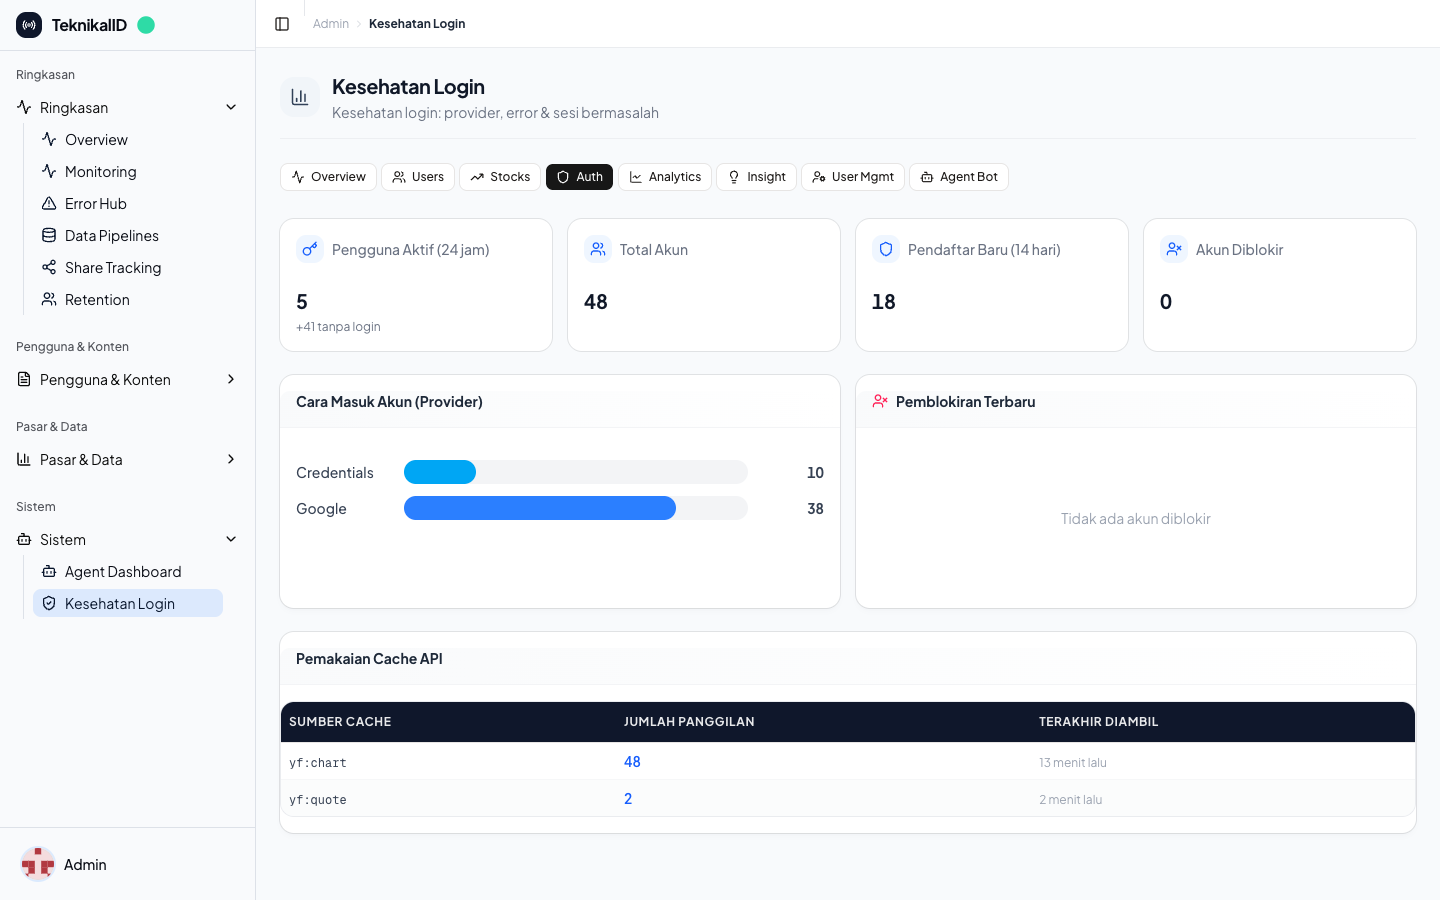 TeknikalID
Ringkasan
Ringkasan
Overview
Monitoring
Error Hub
Data Pipelines
Share Tracking
Retention
Pengguna & Konten
Pengguna & Konten
Pasar & Data
Pasar & Data
Sistem
Sistem
Agent Dashboard
Kesehatan Login
Admin
Admin
Kesehatan Login
Kesehatan Login
Kesehatan login: provider, error & sesi bermasalah
Overview
Users
Stocks
Auth
Analytics
Insight
User Mgmt
Agent Bot
Pengguna Aktif (24 jam)
5
+41 tanpa login
Total Akun
48
Pendaftar Baru (14 hari)
18
Akun Diblokir
0
Cara Masuk Akun (Provider)
Credentials 10
Google 38
Pemblokiran Terbaru
Tidak ada akun diblokir
Pemakaian Cache API
SUMBER CACHE JUMLAH PANGGILAN TERAKHIR DIAMBIL
yf:chart 48 13 menit lalu
yf:quote 2 2 menit lalu